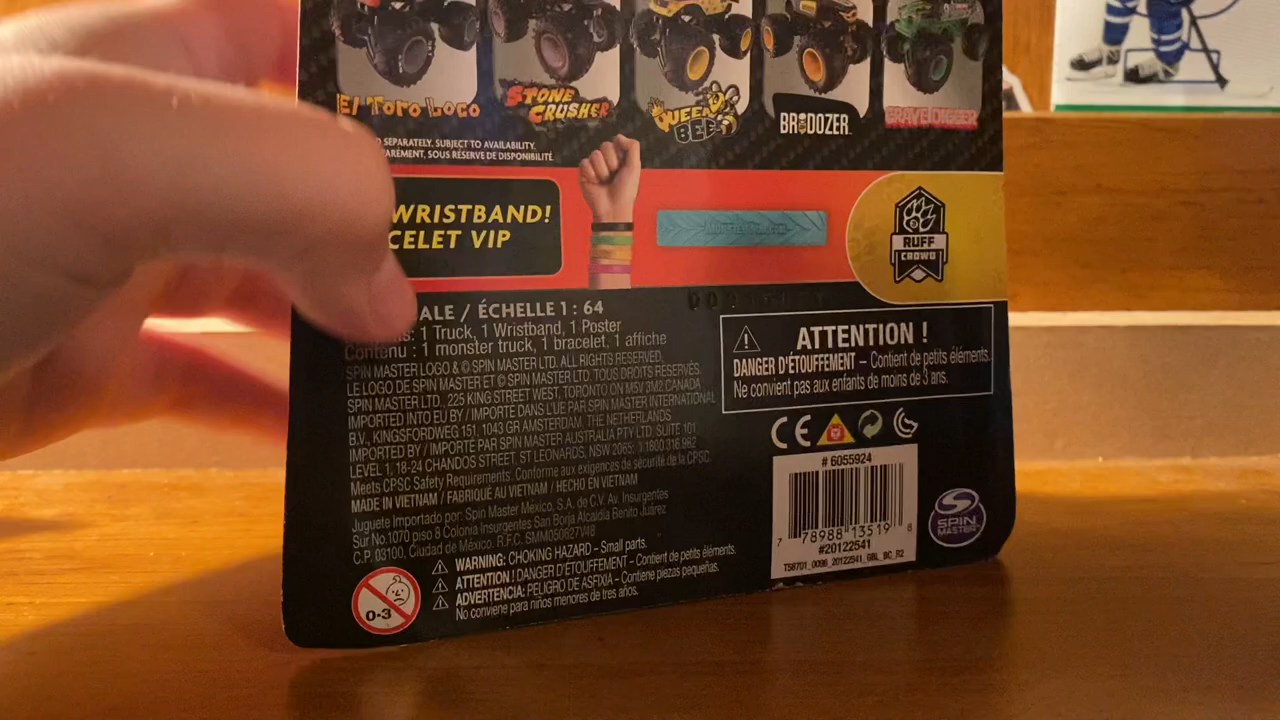 El Toro Loco
STONE CRUSHER
QUEEN BEE
BRODOZER
GRAVE DIGGER
SEPARATELY. SUBJECT TO AVAILABILITY.
SOUS RÉSERVE DE DISPONIBILITÉ.
WRISTBAND!
VIP
RUFF
CROWD
/ ÉCHELLE 1 : 64
1 Truck, 1 Wristband, 1 Poster
Contenu : 1 monster truck, 1 bracelet, 1 affiche
SPIN MASTER LOGO & © SPIN MASTER LTD. ALL RIGHTS RESERVED.
LE LOGO DE SPIN MASTER ET © SPIN MASTER LTD. TOUS DROITS RÉSERVÉS.
SPIN MASTER LTD., 225 KING STREET WEST, TORONTO ON M5V 3M2 CANADA
IMPORTED INTO EU BY / IMPORTÉ DANS L'UE PAR SPIN MASTER INTERNATIONAL
B.V., KINGSFORDWEG 151, 1043 GR AMSTERDAM, THE NETHERLANDS
IMPORTED BY / IMPORTÉ PAR SPIN MASTER AUSTRALIA PTY LTD, SUITE 101,
LEVEL 1, 18-24 CHANDOS STREET, ST LEONARDS, NSW 2065; 1800 316 982
Meets CPSC Safety Requirements. Conforme aux exigences de sécurité de la CPSC.
MADE IN VIETNAM / FABRIQUÉ AU VIETNAM / HECHO EN VIETNAM
Juguete Importado por: Spin Master México, S.A. de C.V. Av. Insurgentes
Sur No.1070 piso 8 Colonia Insurgentes San Borja Alcaldía Benito Juárez
C.P. 03100, Ciudad de México. R.F.C. SMM050627V48
0-3
WARNING: CHOKING HAZARD – Small parts.
ATTENTION ! DANGER D'ÉTOUFFEMENT – Contient de petits éléments.
ADVERTENCIA: PELIGRO DE ASFIXIA – Contiene piezas pequeñas.
No conviene para niños menores de tres años.
ATTENTION !
DANGER D'ÉTOUFFEMENT – Contient de petits éléments.
Ne convient pas aux enfants de moins de 3 ans.
CE
# 6055924
7 78988 13519 8
#20122541
T58701_0096_20122541_GBL_BC_R2
SPIN
MASTER